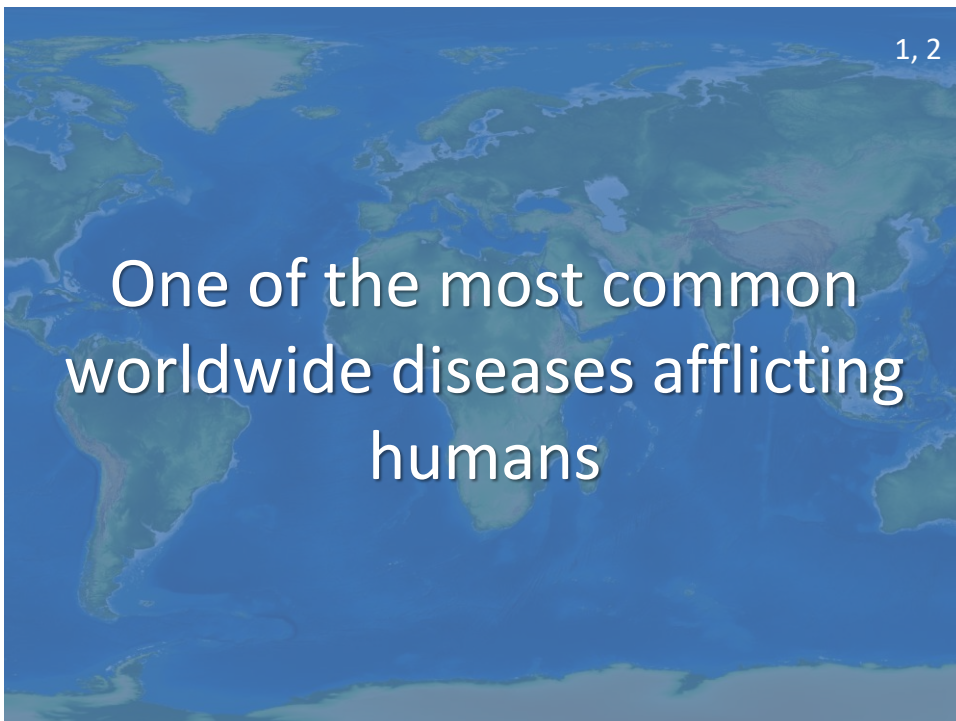 1, 2
One of the most common
worldwide diseases afflicting
humans